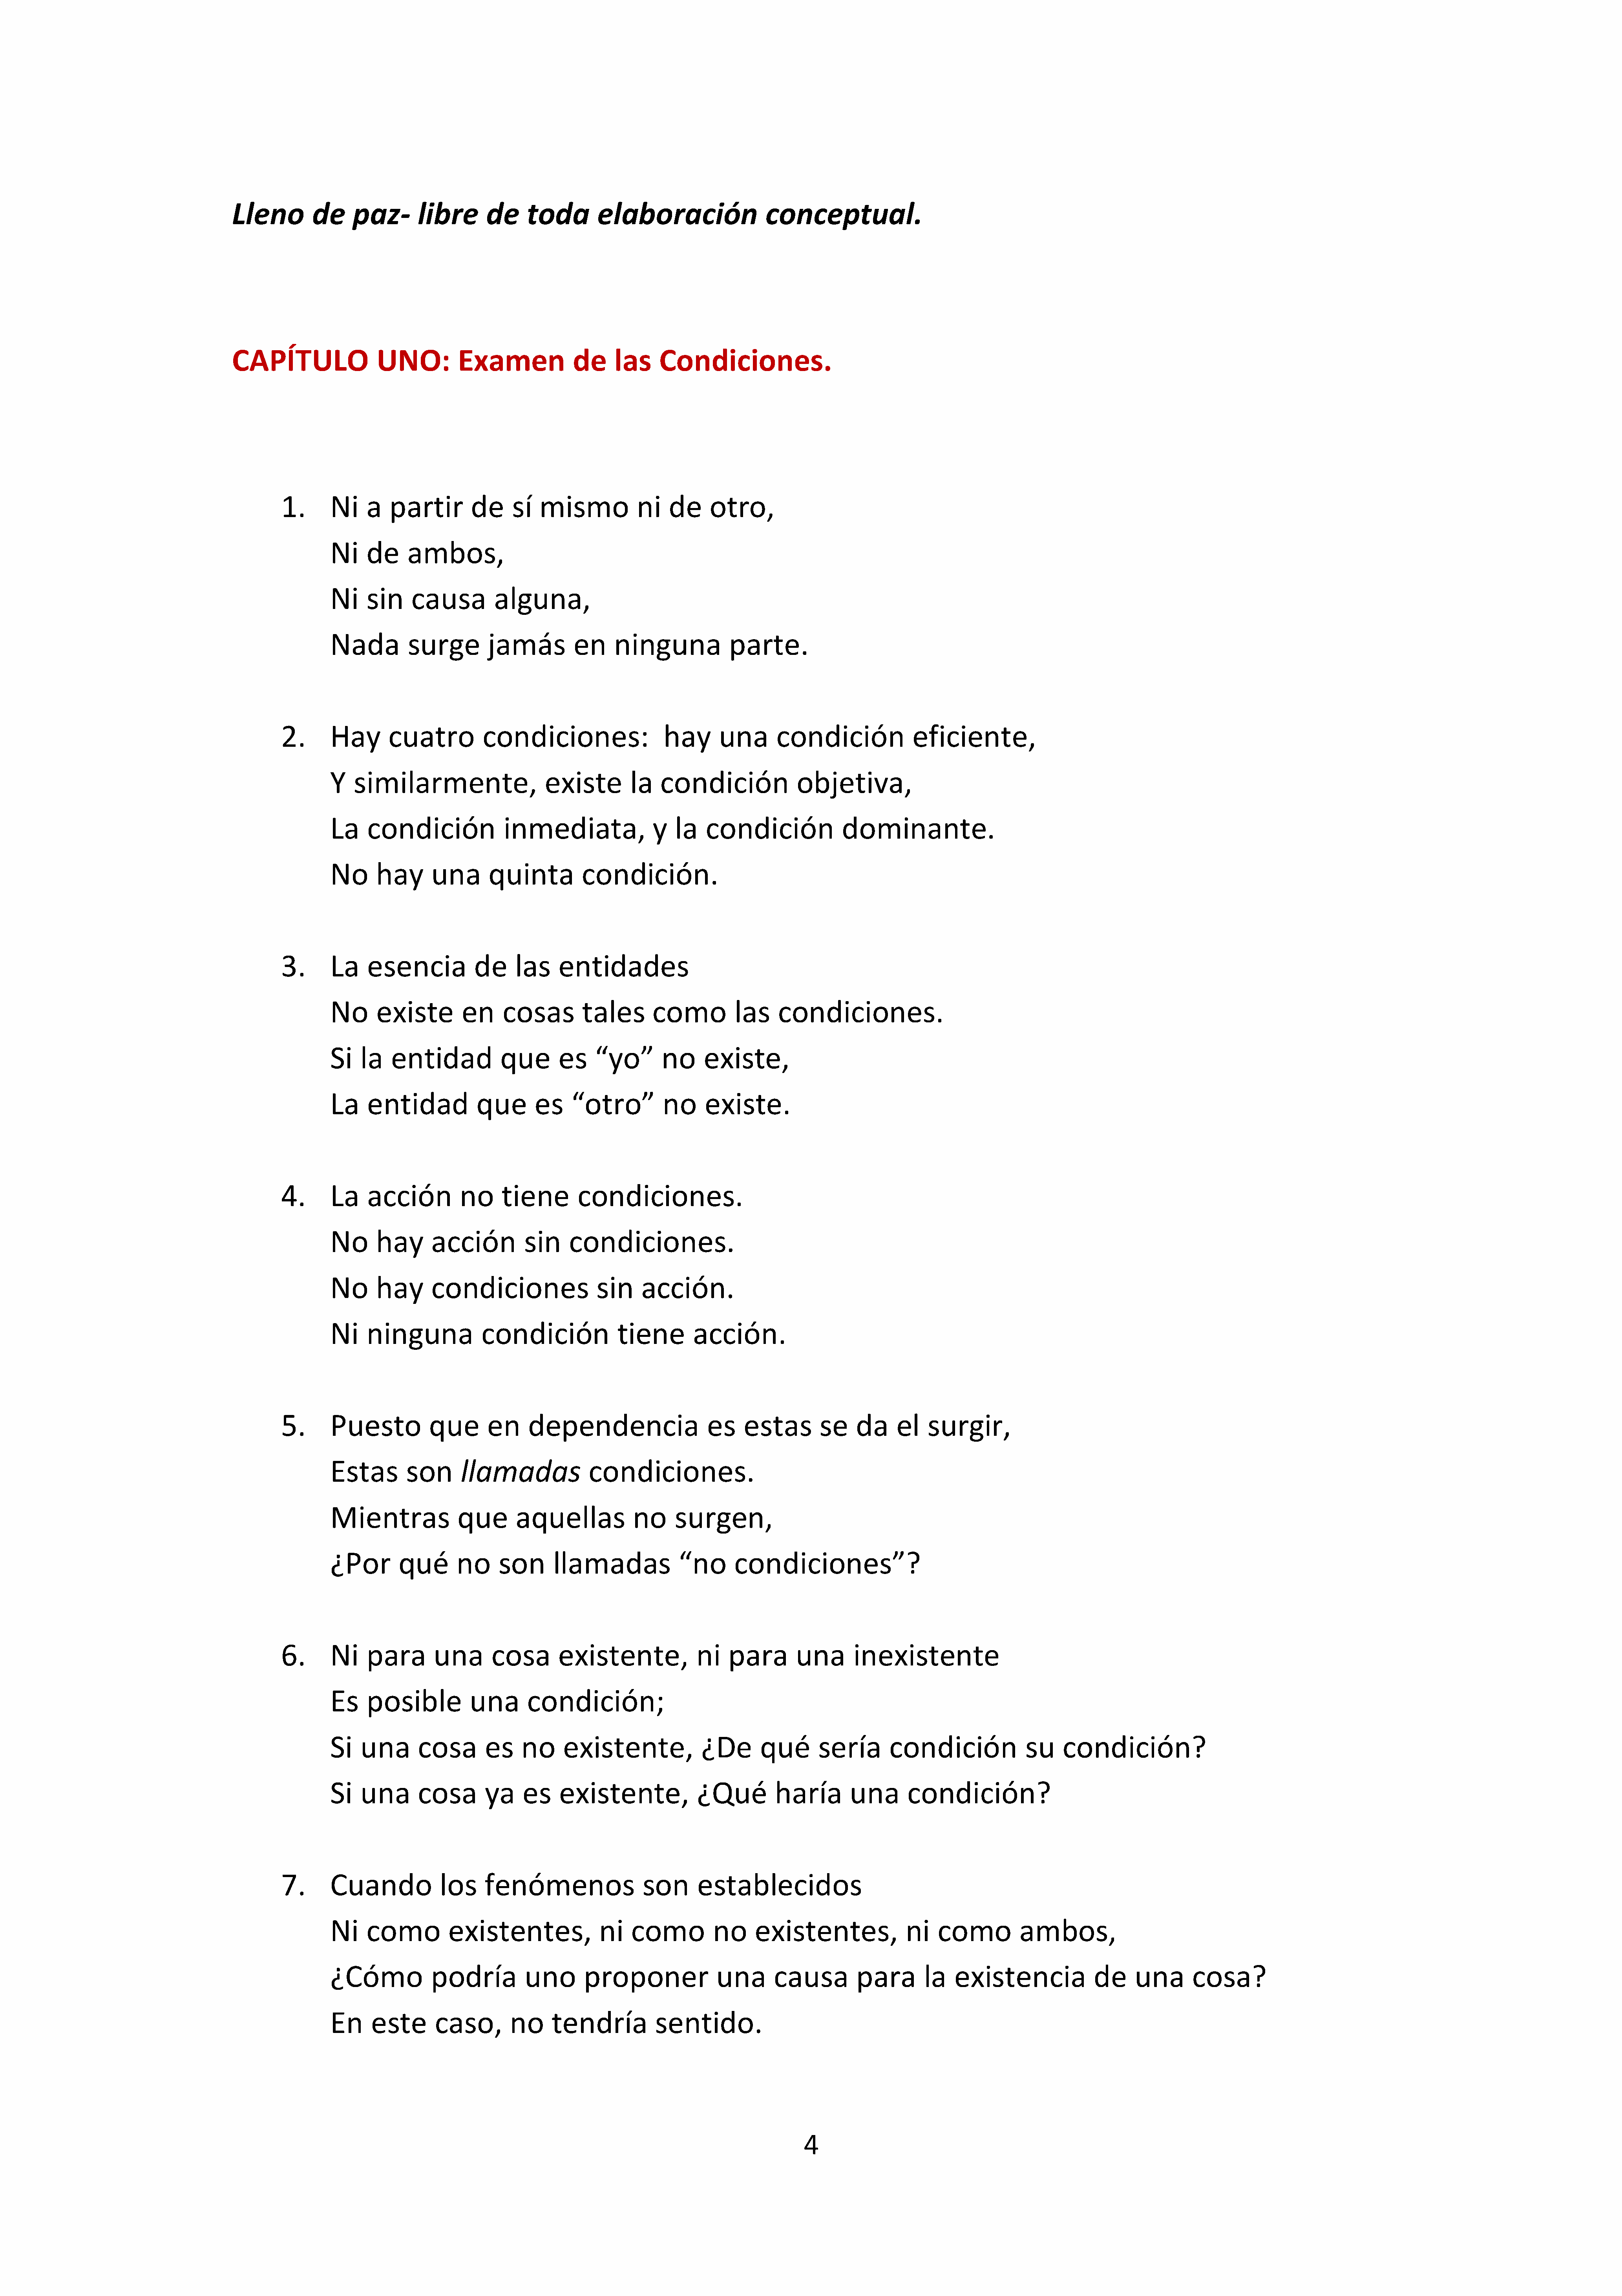 Lleno de paz- libre de toda elaboración conceptual.
CAPÍTULO UNO: Examen de las Condiciones.
1. Ni a partir de sí mismo ni de otro,
Ni de ambos,
Ni sin causa alguna,
Nada surge jamás en ninguna parte.
2. Hay cuatro condiciones:  hay una condición eficiente,
Y similarmente, existe la condición objetiva,
La condición inmediata, y la condición dominante.
No hay una quinta condición.
3. La esencia de las entidades
No existe en cosas tales como las condiciones.
Si la entidad que es “yo” no existe,
La entidad que es “otro” no existe.
4. La acción no tiene condiciones.
No hay acción sin condiciones.
No hay condiciones sin acción.
Ni ninguna condición tiene acción.
5. Puesto que en dependencia es estas se da el surgir,
Estas son llamadas condiciones.
Mientras que aquellas no surgen,
¿Por qué no son llamadas “no condiciones”?
6. Ni para una cosa existente, ni para una inexistente
Es posible una condición;
Si una cosa es no existente, ¿De qué sería condición su condición?
Si una cosa ya es existente, ¿Qué haría una condición?
7. Cuando los fenómenos son establecidos
Ni como existentes, ni como no existentes, ni como ambos,
¿Cómo podría uno proponer una causa para la existencia de una cosa?
En este caso, no tendría sentido.
4